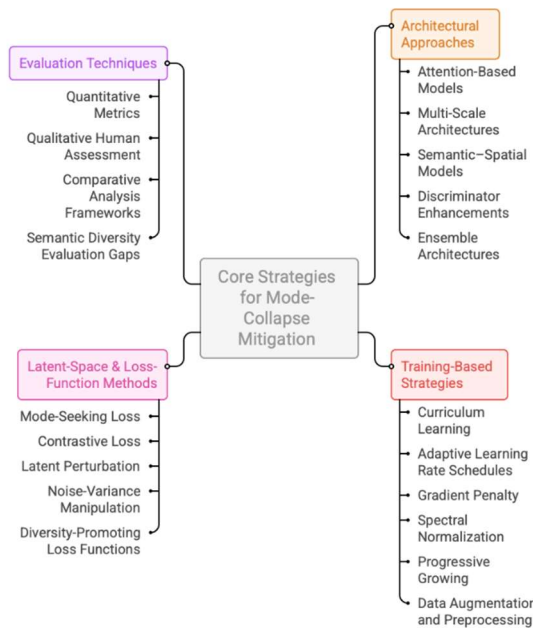 Evaluation Techniques
Quantitative
Metrics
Qualitative Human
Assessment
Comparative
Analysis
Frameworks
Semantic Diversity
Evaluation Gaps
Architectural
Approaches
Attention-Based
Models
Multi-Scale
Architectures
Semantic–Spatial
Models
Discriminator
Enhancements
Ensemble
Architectures
Core Strategies
for Mode-
Collapse
Mitigation
Latent-Space & Loss-
Function Methods
Mode-Seeking Loss
Contrastive Loss
Latent Perturbation
Noise-Variance
Manipulation
Diversity-Promoting
Loss Functions
Training-Based
Strategies
Curriculum
Learning
Adaptive Learning
Rate Schedules
Gradient Penalty
Spectral
Normalization
Progressive
Growing
Data Augmentation
and Preprocessing